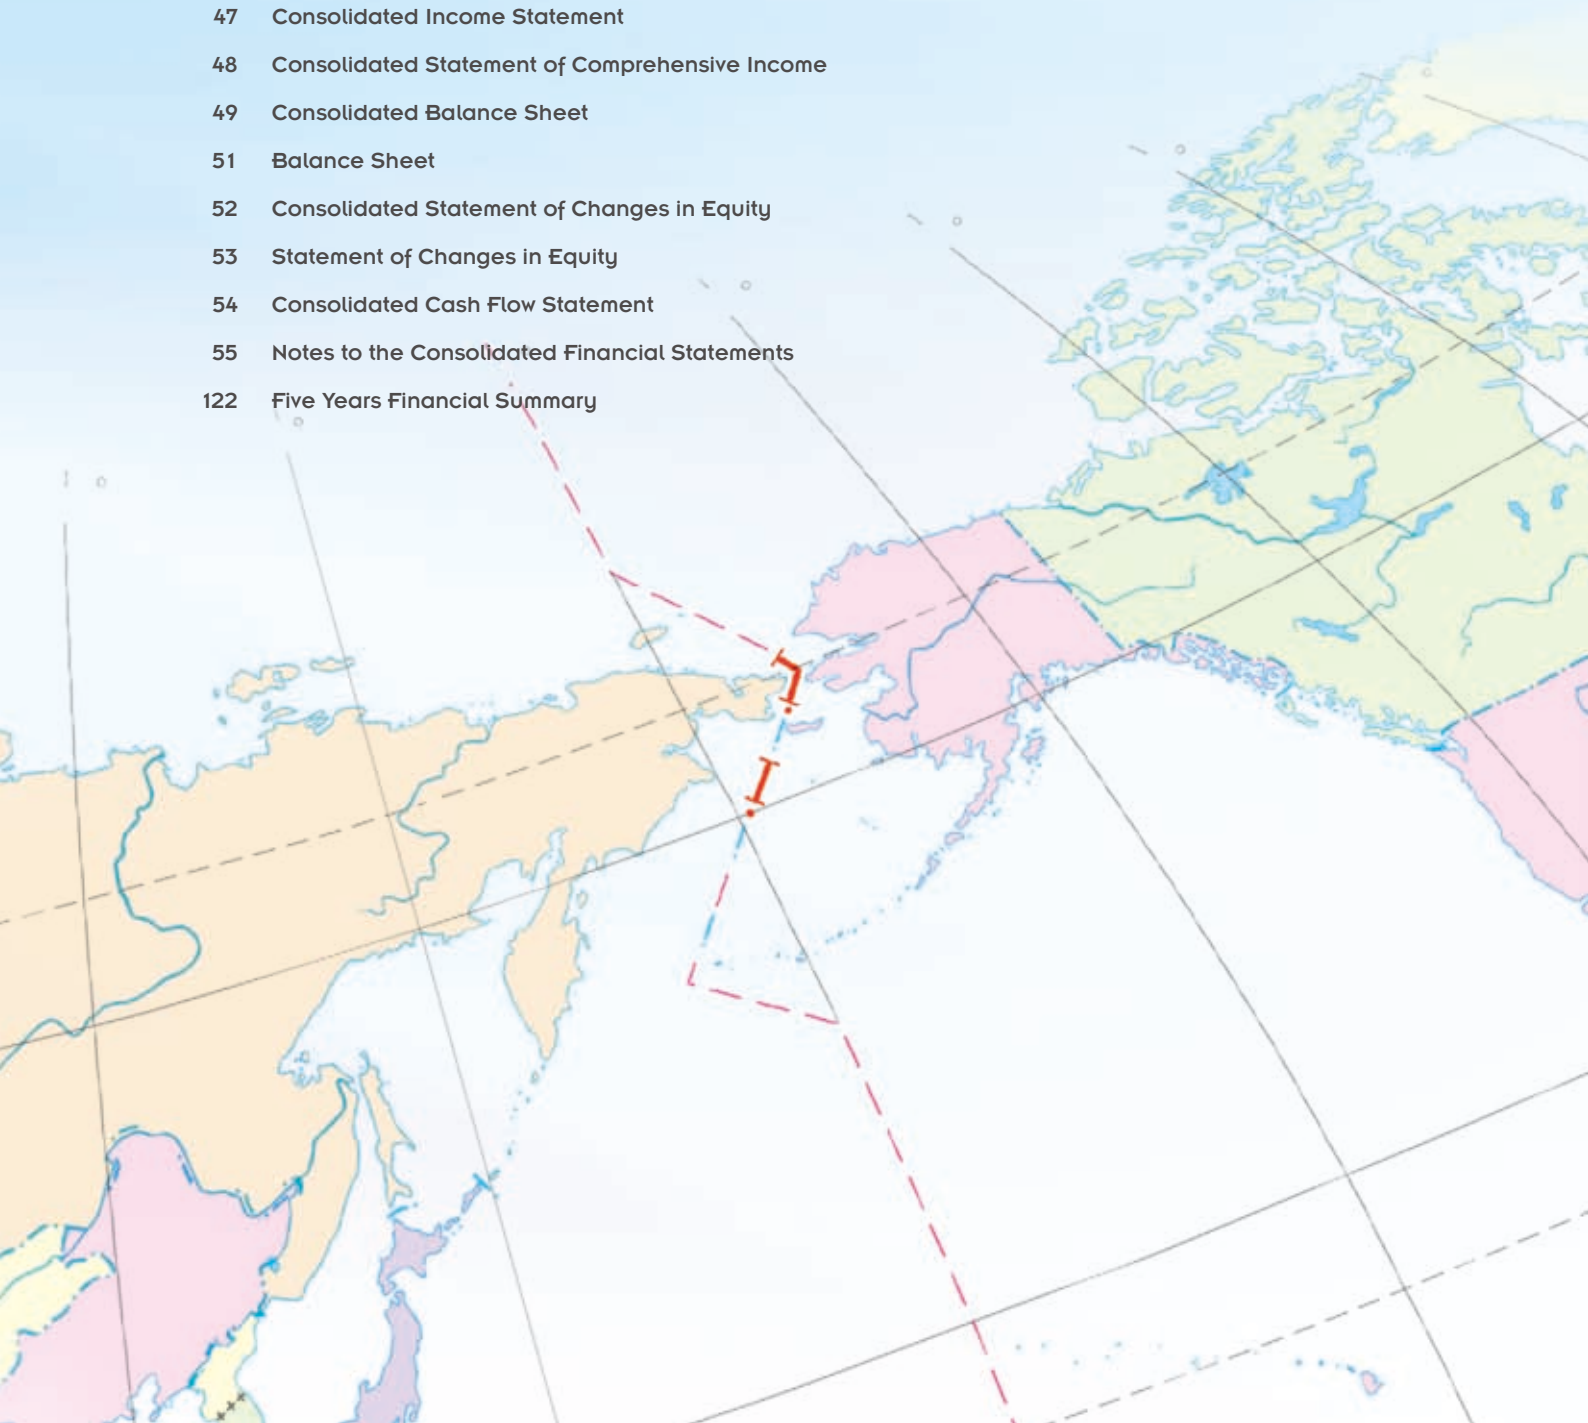 47 Consolidated Income Statement
48 Consolidated Statement of Comprehensive Income
49 Consolidated Balance Sheet
51 Balance Sheet
52 Consolidated Statement of Changes in Equity
53 Statement of Changes in Equity
54 Consolidated Cash Flow Statement
55 Notes to the Consolidated Financial Statements
122 Five Years Financial Summary